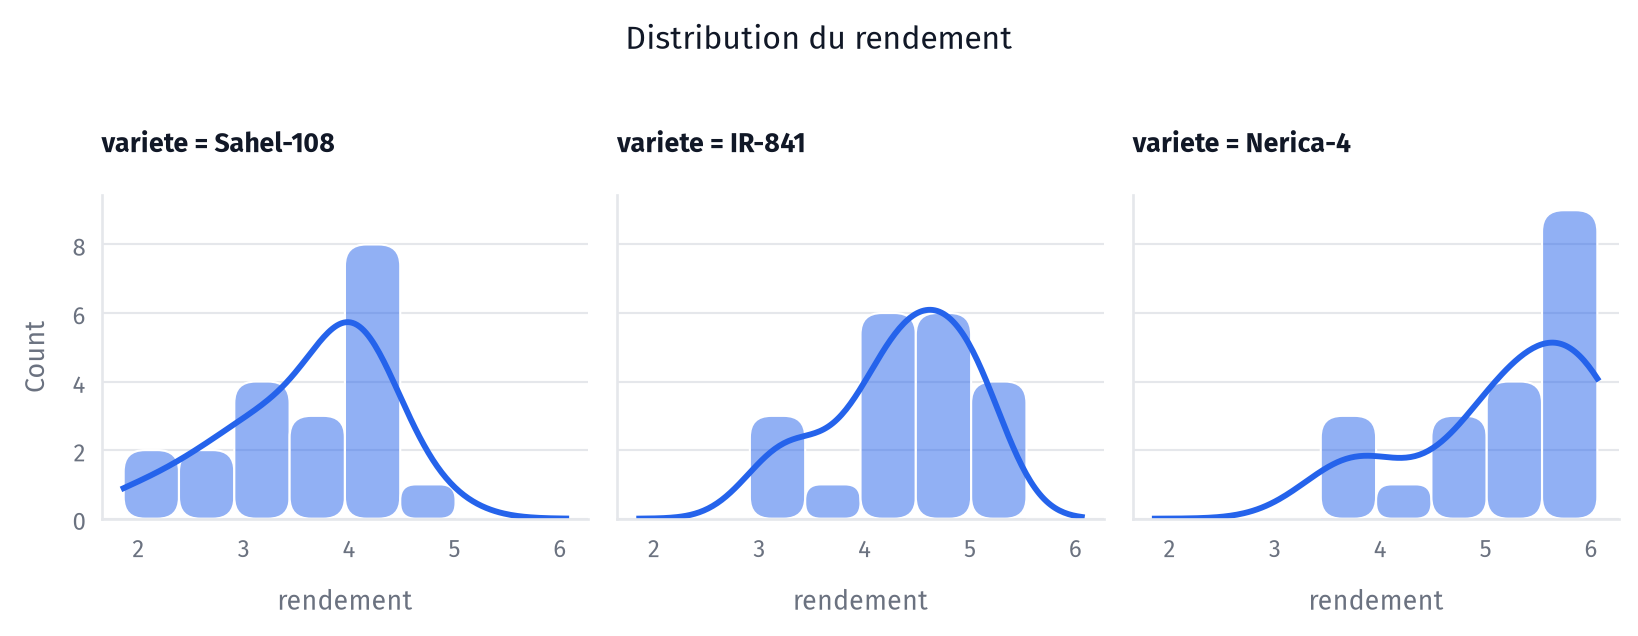 Distribution du rendement
variete = Sahel-108
variete = IR-841
variete = Nerica-4
Count
8
6
4
2
0
2 3 4 5 6
2 3 4 5 6
2 3 4 5 6
rendement
rendement
rendement